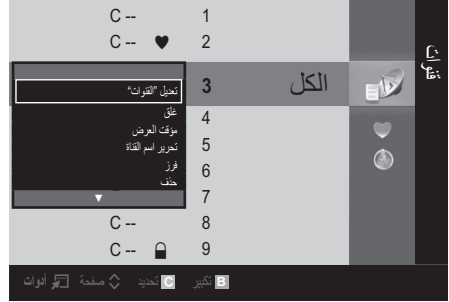 قنوات
1 C --
2 ♥ C --
الكل 3
تعديل "القنوات"
غلق
مؤقت العرض
تحرير اسم القناة
فرز
حذف
▼
4
5
6
7
8 C --
9 C --
B تكبير C تحديد صفحة أدوات